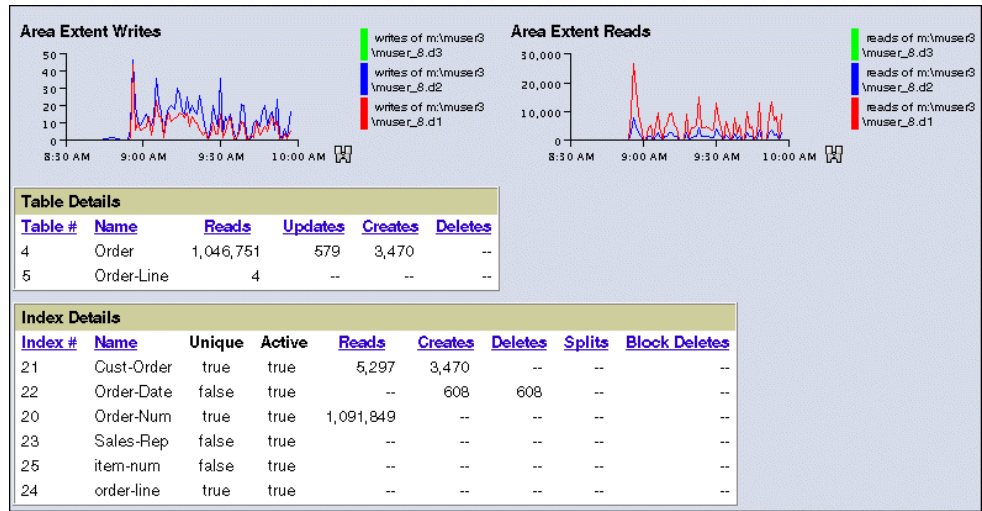 Area Extent Writes
50
40
30
20
10
0
8:30 AM 9:00 AM 9:30 AM 10:00 AM
writes of m:\muser3
\muser_8.d3
writes of m:\muser3
\muser_8.d2
writes of m:\muser3
\muser_8.d1
Area Extent Reads
30,000
20,000
10,000
0
8:30 AM 9:00 AM 9:30 AM 10:00 AM
reads of m:\muser3
\muser_8.d3
reads of m:\muser3
\muser_8.d2
reads of m:\muser3
\muser_8.d1
Table Details
Table # Name Reads Updates Creates Deletes
4 Order 1,046,751 579 3,470 --
5 Order-Line 4 -- -- --
Index Details
Index # Name Unique Active Reads Creates Deletes Splits Block Deletes
21 Cust-Order true true 5,297 3,470 -- -- --
22 Order-Date false true -- 608 608 -- --
20 Order-Num true true 1,091,849 -- -- -- --
23 Sales-Rep false true -- -- -- -- --
25 item-num false true -- -- -- -- --
24 order-line true true -- -- -- -- --